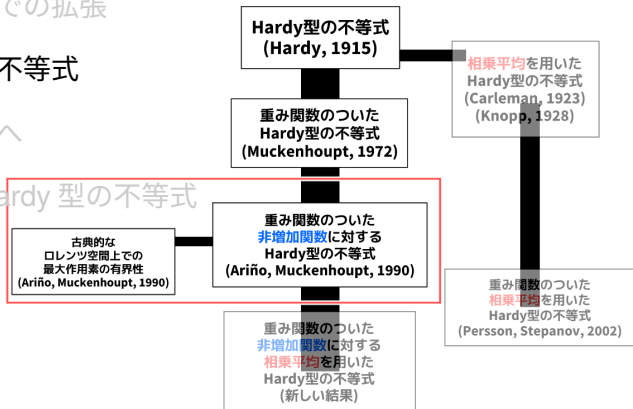 での拡張
不等式
へ
ardy 型の不等式
Hardy型の不等式
(Hardy, 1915)
相乗平均を用いた
Hardy型の不等式
(Carleman, 1923)
(Knopp, 1928)
重み関数のついた
Hardy型の不等式
(Muckenhoupt, 1972)
古典的な
ロレンツ空間上での
最大作用素の有界性
(Ariño, Muckenhoupt, 1990)
重み関数のついた
非増加関数に対する
Hardy型の不等式
(Ariño, Muckenhoupt, 1990)
重み関数のついた
相乗平均を用いた
Hardy型の不等式
(Persson, Stepanov, 2002)
重み関数のついた
非増加関数に対する
相乗平均を用いた
Hardy型の不等式
(新しい結果)